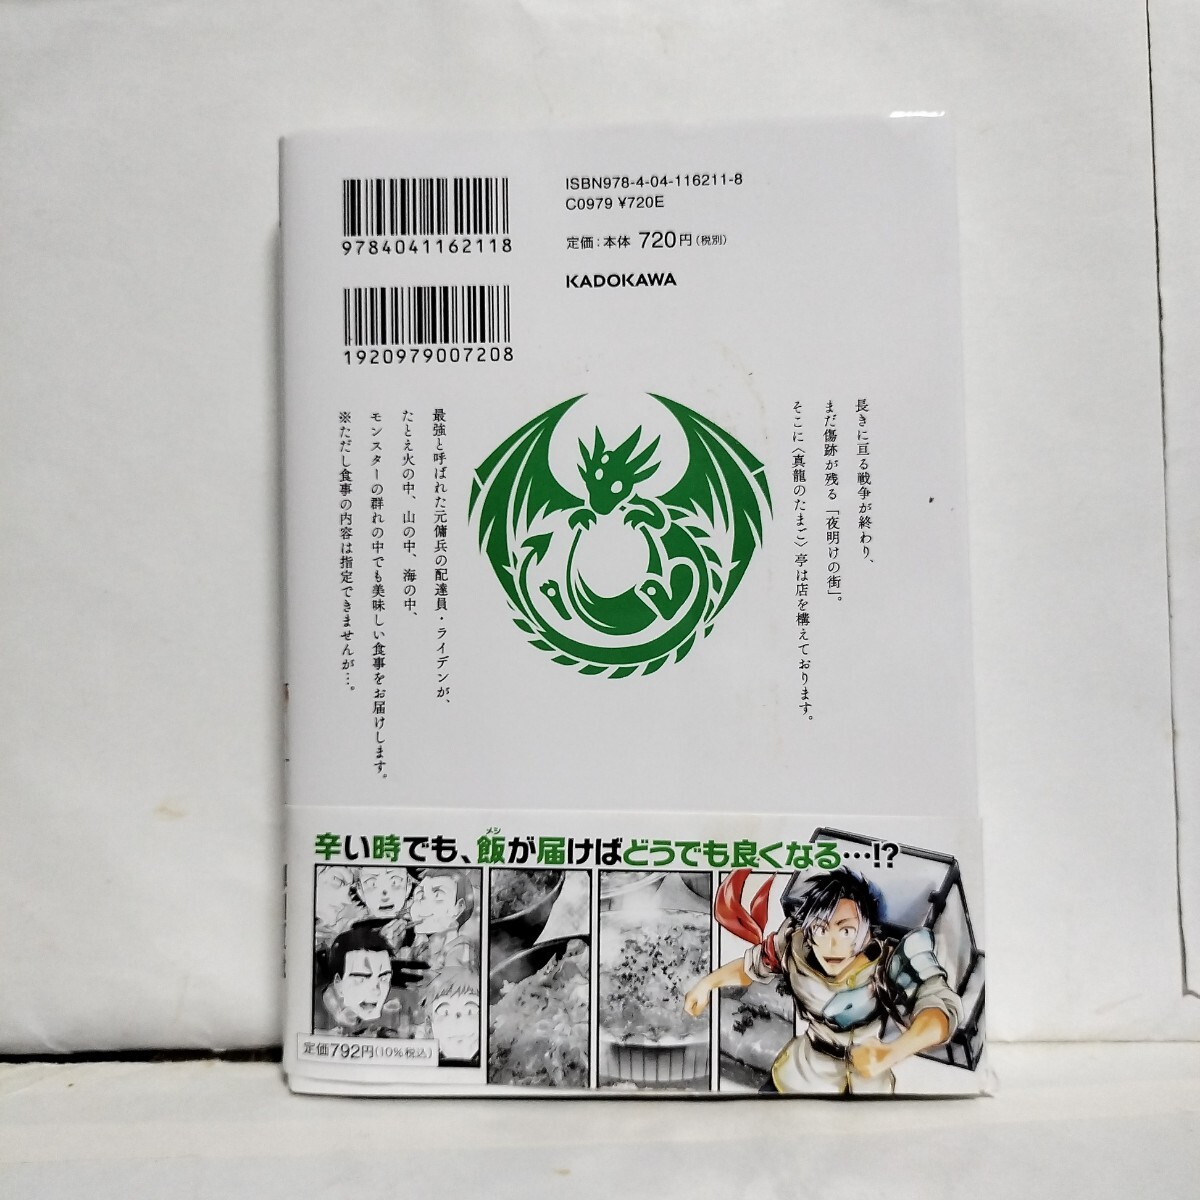 9784041162118
ISBN978-4-04-116211-8
C0979 ¥720E
定価：本体 720円（税別）
KADOKAWA
1920979007208
長きに亘る戦争が終わり、
まだ傷跡が残る「夜明けの街」。
そこに〈真龍のたまご〉亭は店を構えております。
最強と呼ばれた元傭兵の配達員・ライデンが、
たとえ火の中、山の中、海の中、
モンスターの群れの中でも美味しい食事をお届けします。
※ただし食事の内容は指定できませんが…。
メシ
辛い時でも、飯が届けばどうでも良くなる…!?
定価792円（10%税込）